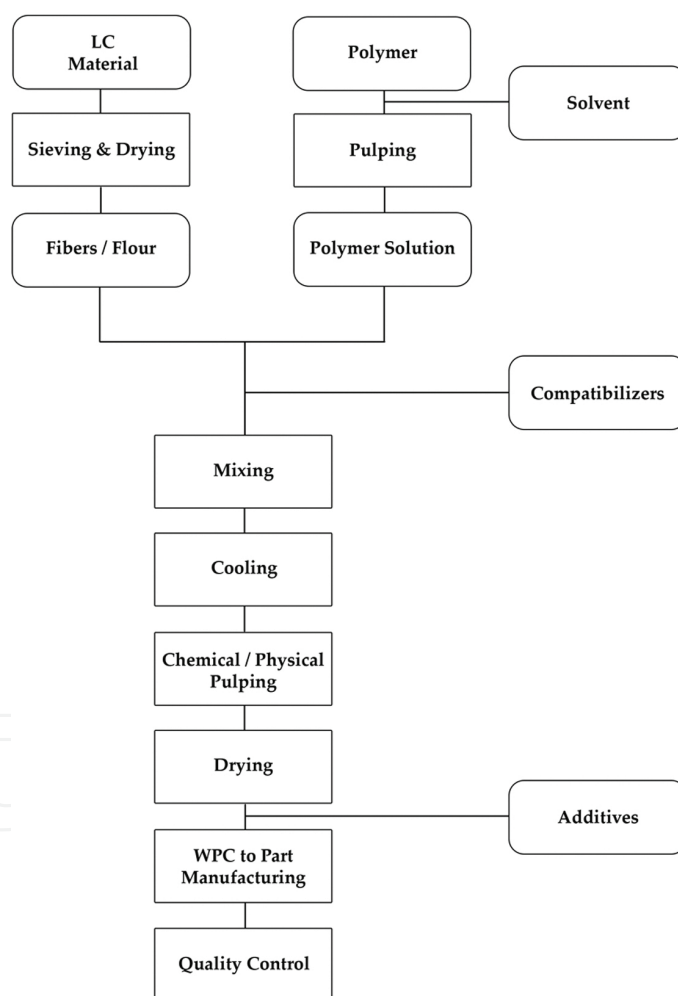 LC
Material
Polymer
Solvent
Sieving & Drying
Pulping
Fibers / Flour
Polymer Solution
Compatibilizers
Mixing
Cooling
Chemical / Physical
Pulping
Drying
Additives
WPC to Part
Manufacturing
Quality Control